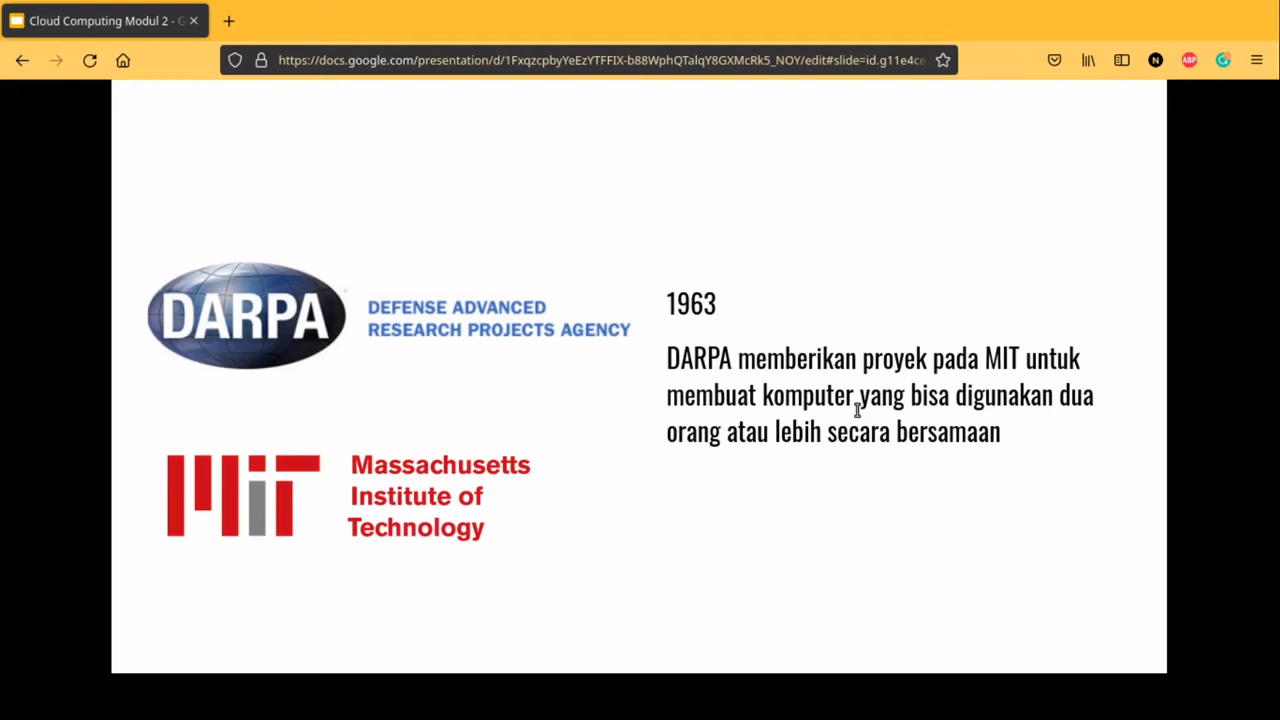 Cloud Computing Modul 2 - G
https://docs.google.com/presentation/d/1FxqzcpbyYeEzYTFFIX-b88WphQTalqY8GXMcRk5_NOY/edit#slide=id.g11e4ce
N
ABP
DARPA
DEFENSE ADVANCED
RESEARCH PROJECTS AGENCY
MIT
Massachusetts
Institute of
Technology
1963
DARPA memberikan proyek pada MIT untuk
membuat komputer yang bisa digunakan dua
orang atau lebih secara bersamaan